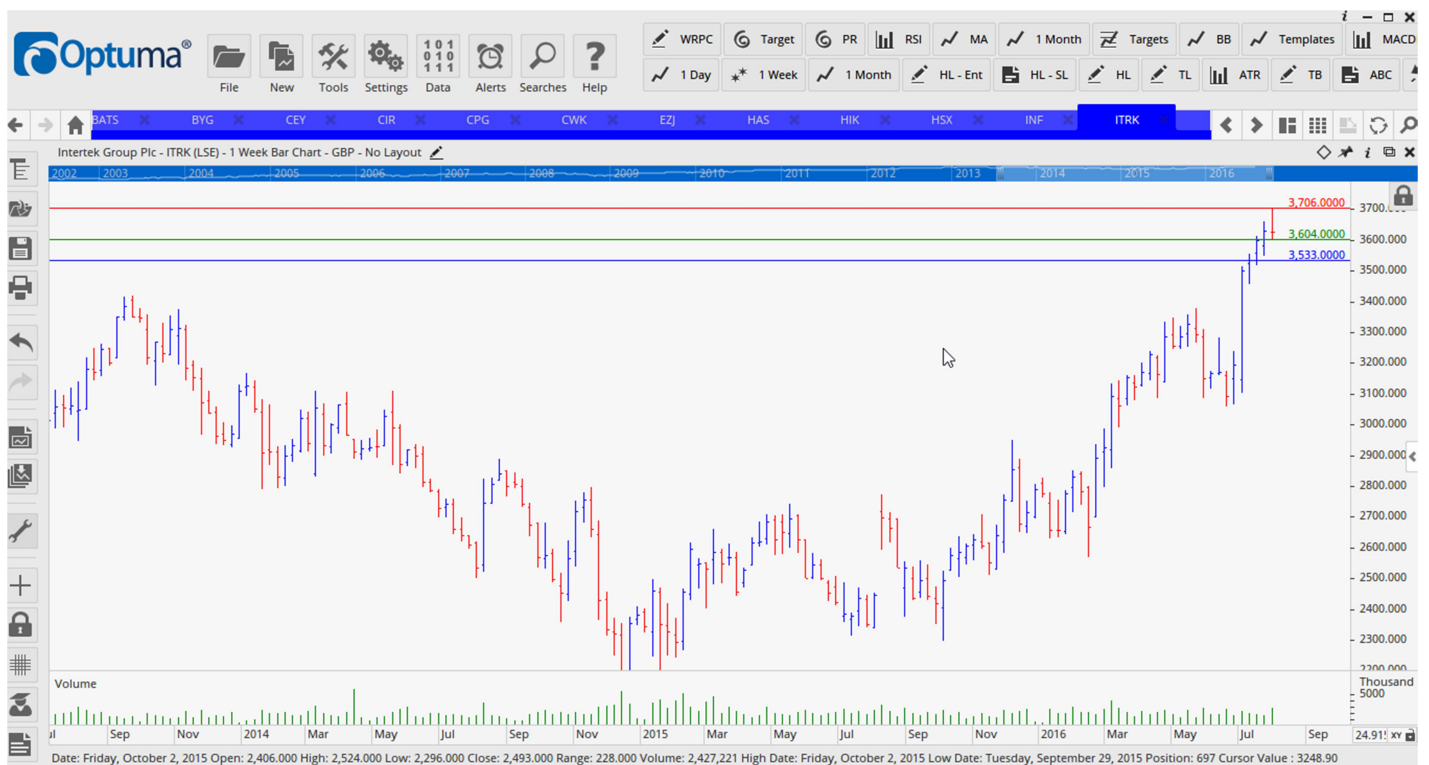 i
Optuma®
File New Tools Settings Data Alerts Searches Help
WRPC Target PR RSI MA 1 Month Targets BB Templates MACD
1 Day 1 Week 1 Month HL - Ent HL - SL HL TL ATR TB ABC
BATS BYG CEY CIR CPG CWK EZJ HAS HIK HSX INF ITRK
Intertek Group Plc - ITRK (LSE) - 1 Week Bar Chart - GBP - No Layout
2002 2003 2004 2005 2006 2007 2008 2009 2010 2011 2012 2013 2014 2015 2016
3,706.0000
3,604.0000
3,533.0000
3600.000
3500.000
3400.000
3300.000
3200.000
3100.000
3000.000
2900.000
2800.000
2700.000
2600.000
2500.000
2400.000
2300.000
2200.000
Volume
Thousand
5000
Sep Nov 2014 Mar May Jul Sep Nov 2015 Mar May Jul Sep Nov 2016 Mar May Jul Sep
XY
Date: Friday, October 2, 2015 Open: 2,406.000 High: 2,524.000 Low: 2,296.000 Close: 2,493.000 Range: 228.000 Volume: 2,427,221 High Date: Friday, October 2, 2015 Low Date: Tuesday, September 29, 2015 Position: 697 Cursor Value : 3248.90